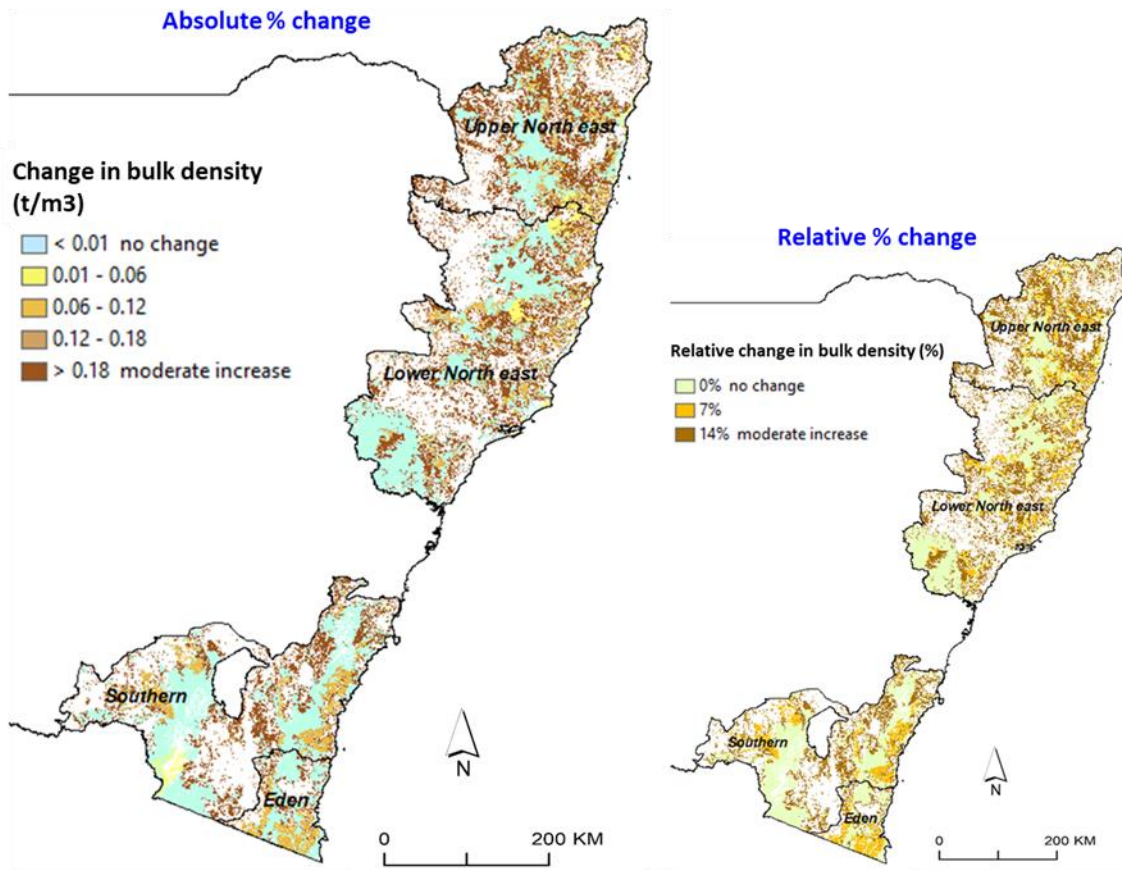 Absolute % change
Upper North east
Change in bulk density
(t/m3)
< 0.01 no change
0.01 - 0.06
0.06 - 0.12
0.12 - 0.18
> 0.18 moderate increase
Lower North east
Southern
Eden
N
0 200 KM
Relative % change
Upper North east
Relative change in bulk density (%)
0% no change
7%
14% moderate increase
Lower North east
Southern
Eden
N
0 200 KM